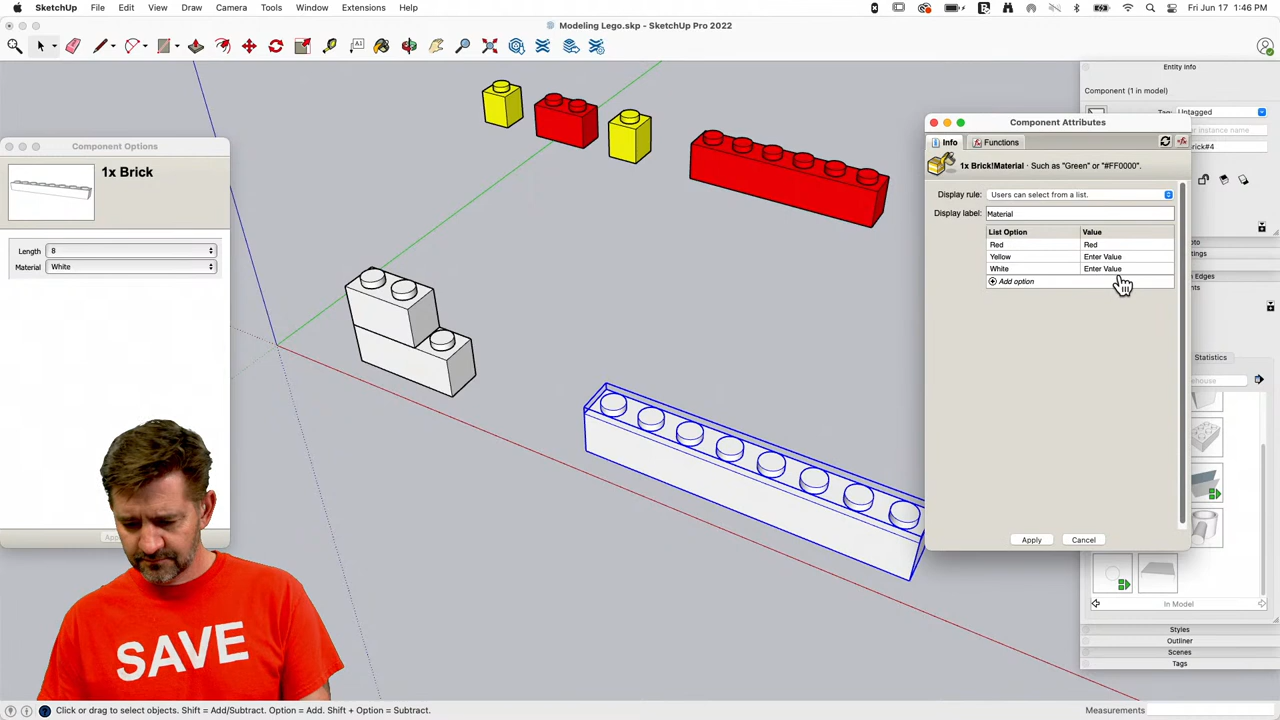 SketchUp File Edit View Draw Camera Tools Window Extensions Help Fri Jun 17 1:46 PM
Modeling Lego.skp - SketchUp Pro 2022
Entity Info
Component (1 in model)
Tag: Untagged
Component Options
1x Brick
Length 8
Material White
Component Attributes
Info Functions
1x Brick!Material - Such as "Green" or "#FF0000".
Display rule: Users can select from a list.
Display label: Material
List Option Value
Red Red
Yellow Enter Value
White Enter Value
Add option
Apply Cancel
Statistics
In Model
Styles
Outliner
Scenes
Tags
SAVE
Click or drag to select objects. Shift = Add/Subtract. Option = Add. Shift + Option = Subtract.
Measurements